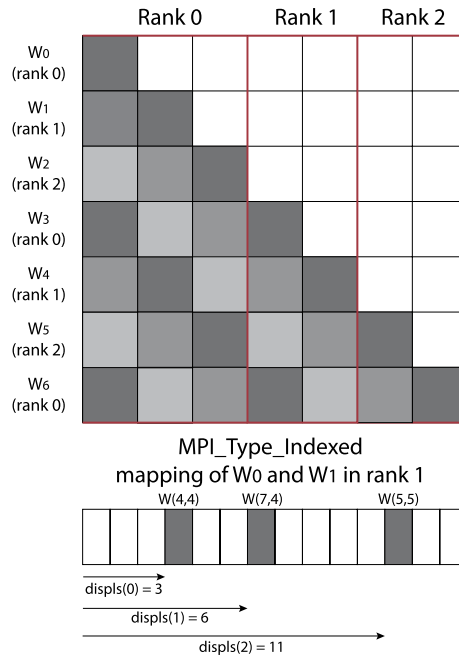 Rank 0 Rank 1 Rank 2
W0
(rank 0)
W1
(rank 1)
W2
(rank 2)
W3
(rank 0)
W4
(rank 1)
W5
(rank 2)
W6
(rank 0)
MPI_Type_Indexed
mapping of W0 and W1 in rank 1
W(4,4) W(7,4) W(5,5)
displs(0) = 3
displs(1) = 6
displs(2) = 11